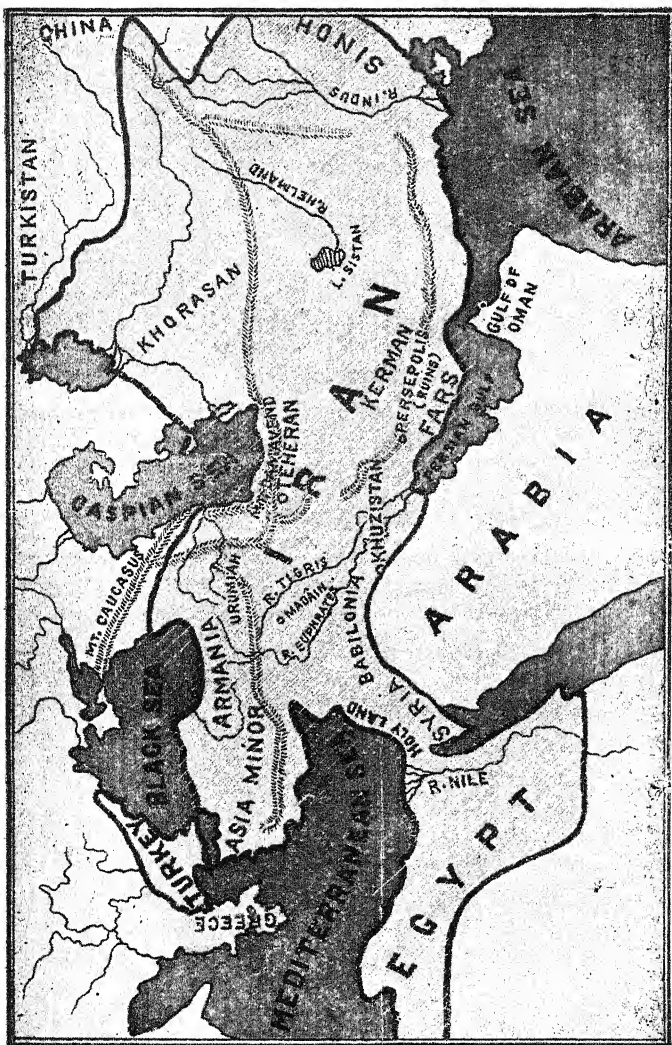 CHINA
TURKISTAN
SINDH
R. INDUS
ARABIAN SEA
R. HELMAND
L. SISTAN
KHORASAN
GULF OF
OMAN
IRAN
KERMAN
PERSEPOLIS
(RUINS)
FARS
PERSIAN GULF
CASPIAN SEA
TEHERAN
KHUZISTAN
ARABIA
MT. CAUCASUS
URUMIAH
R. TIGRIS
MADAIN
R. EUPHRATES
BABILONIA
ARMANIA
BLACK SEA
ASIA MINOR
HOLY LAND
SYRIA
R. NILE
TURKEY
GREECE
MEDITERRANEAN SEA
EGYPT